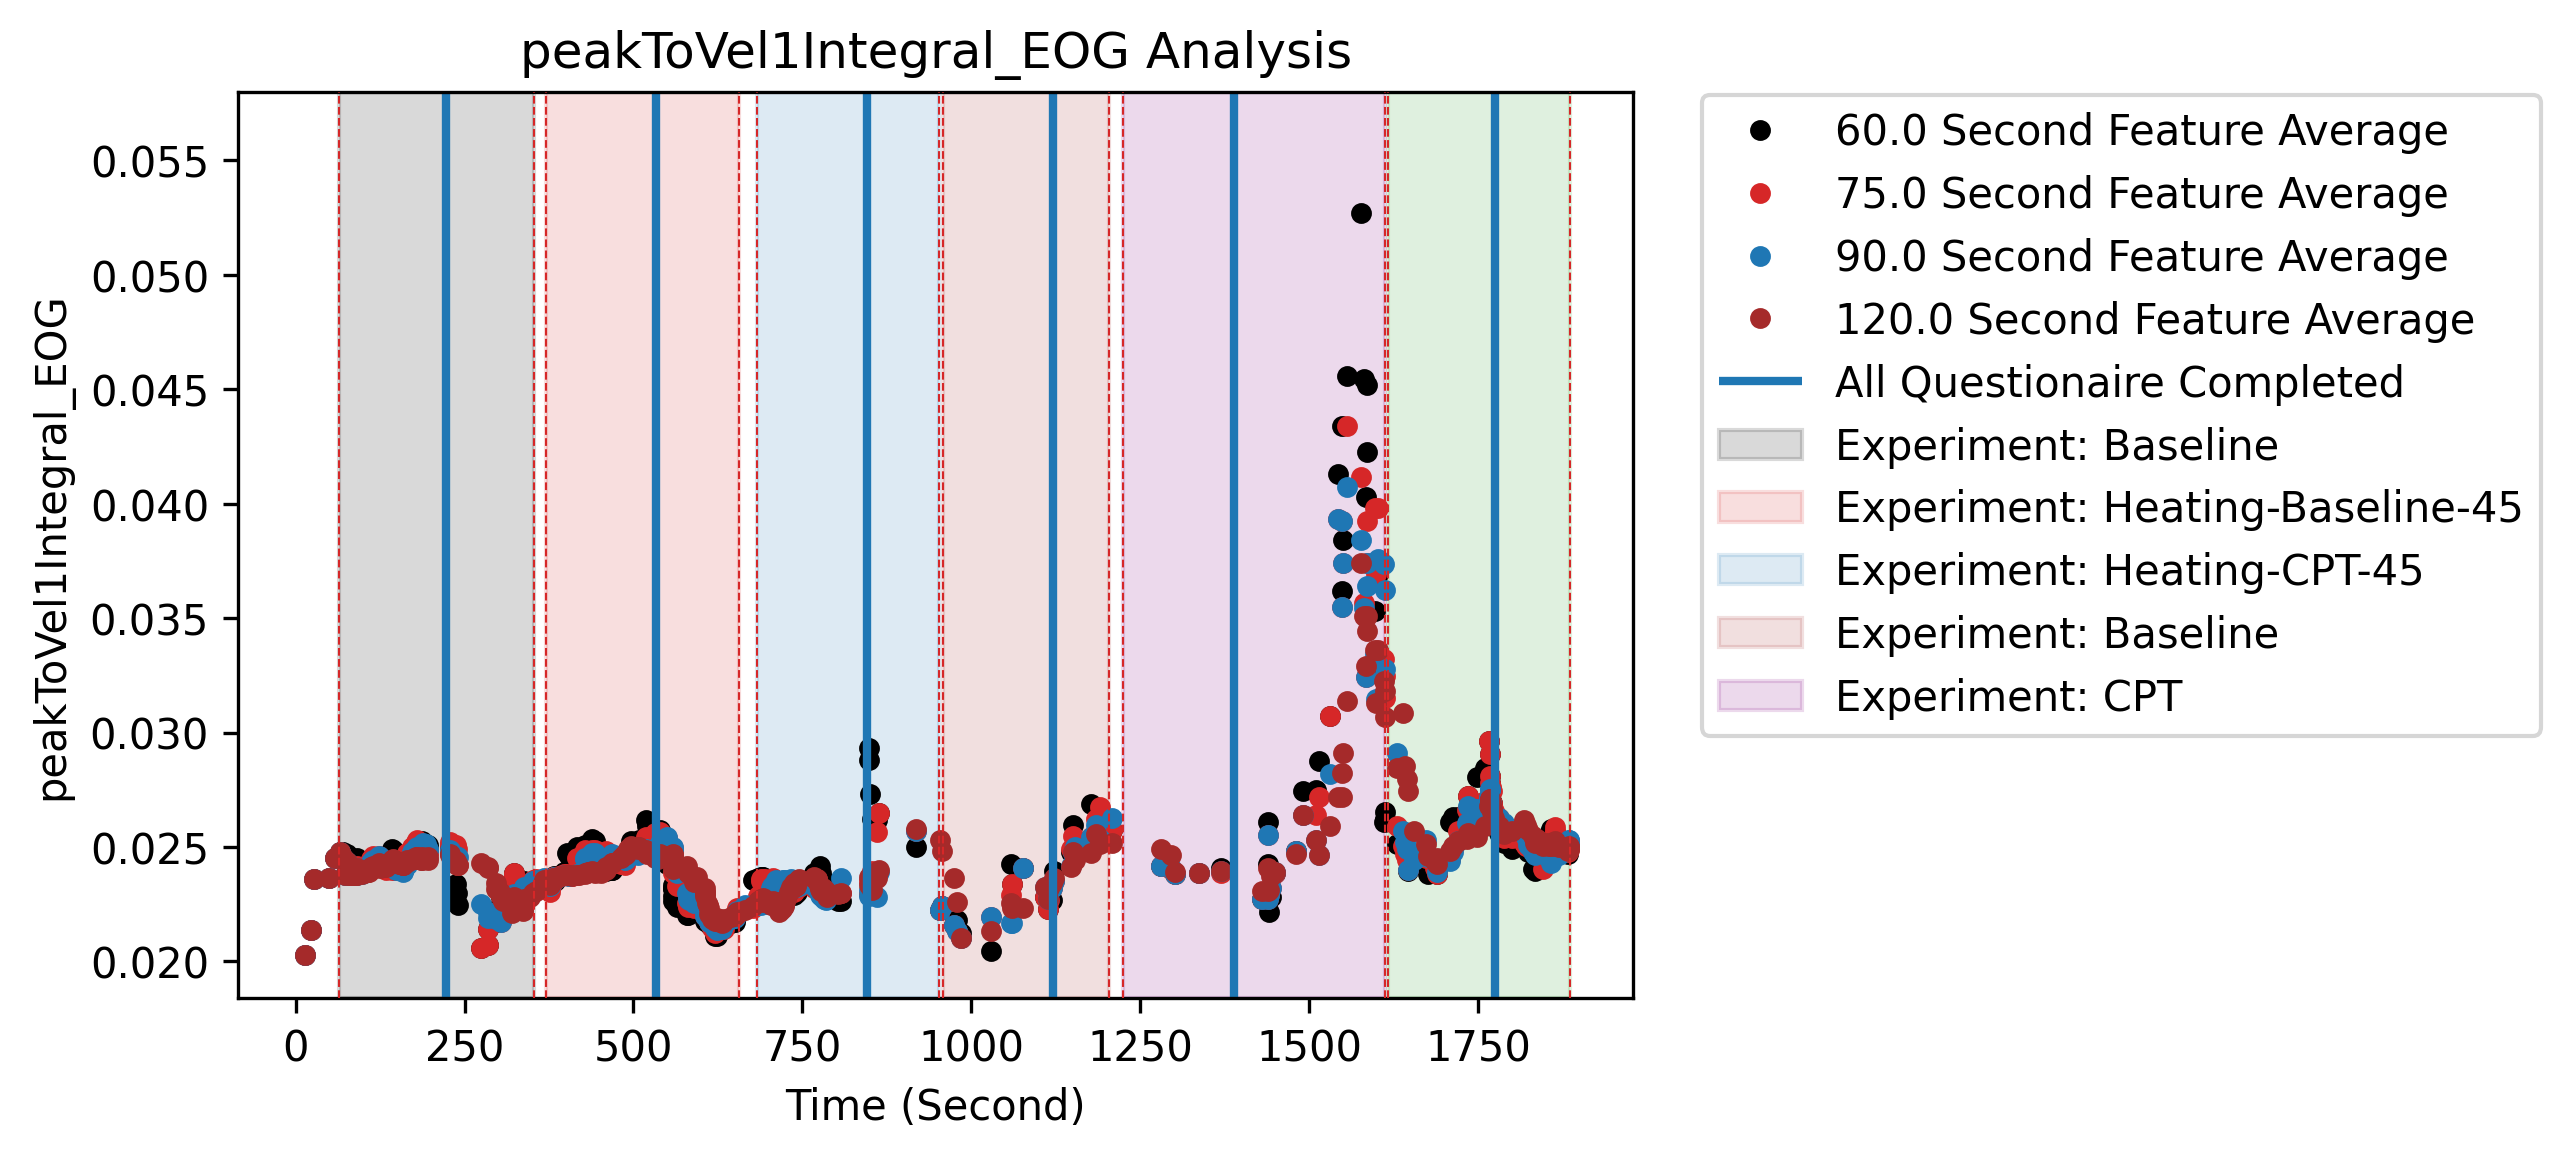 peakToVel1Integral_EOG Analysis
peakToVel1Integral_EOG
0.055
0.050
0.045
0.040
0.035
0.030
0.025
0.020
0 250 500 750 1000 1250 1500 1750
Time (Second)
60.0 Second Feature Average
75.0 Second Feature Average
90.0 Second Feature Average
120.0 Second Feature Average
All Questionaire Completed
Experiment: Baseline
Experiment: Heating-Baseline-45
Experiment: Heating-CPT-45
Experiment: Baseline
Experiment: CPT